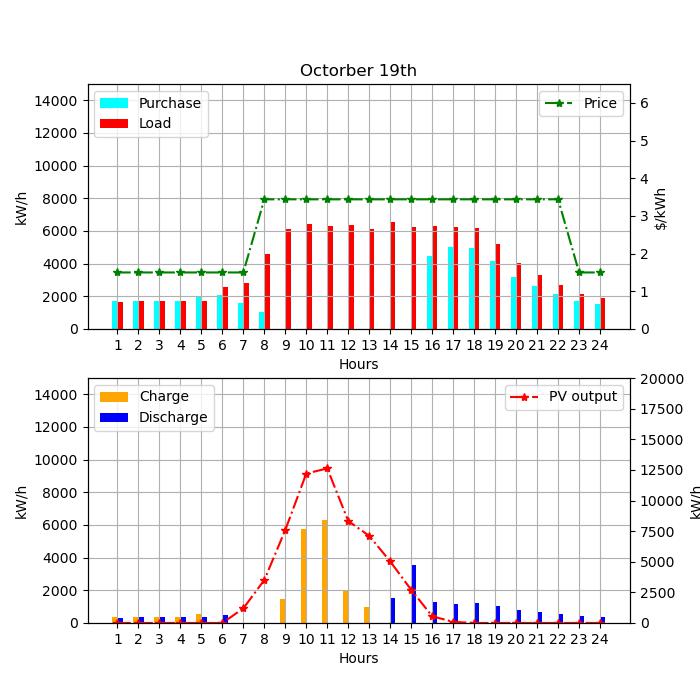 Octorber 19th
14000
12000
10000
8000
6000
4000
2000
0
kW/h
Purchase
Load
Price
6
5
4
3
2
1
0
$/kWh
1 2 3 4 5 6 7 8 9 10 11 12 13 14 15 16 17 18 19 20 21 22 23 24
Hours
14000
12000
10000
8000
6000
4000
2000
0
kW/h
Charge
Discharge
PV output
20000
17500
15000
12500
10000
7500
5000
2500
0
kW/h
1 2 3 4 5 6 7 8 9 10 11 12 13 14 15 16 17 18 19 20 21 22 23 24
Hours